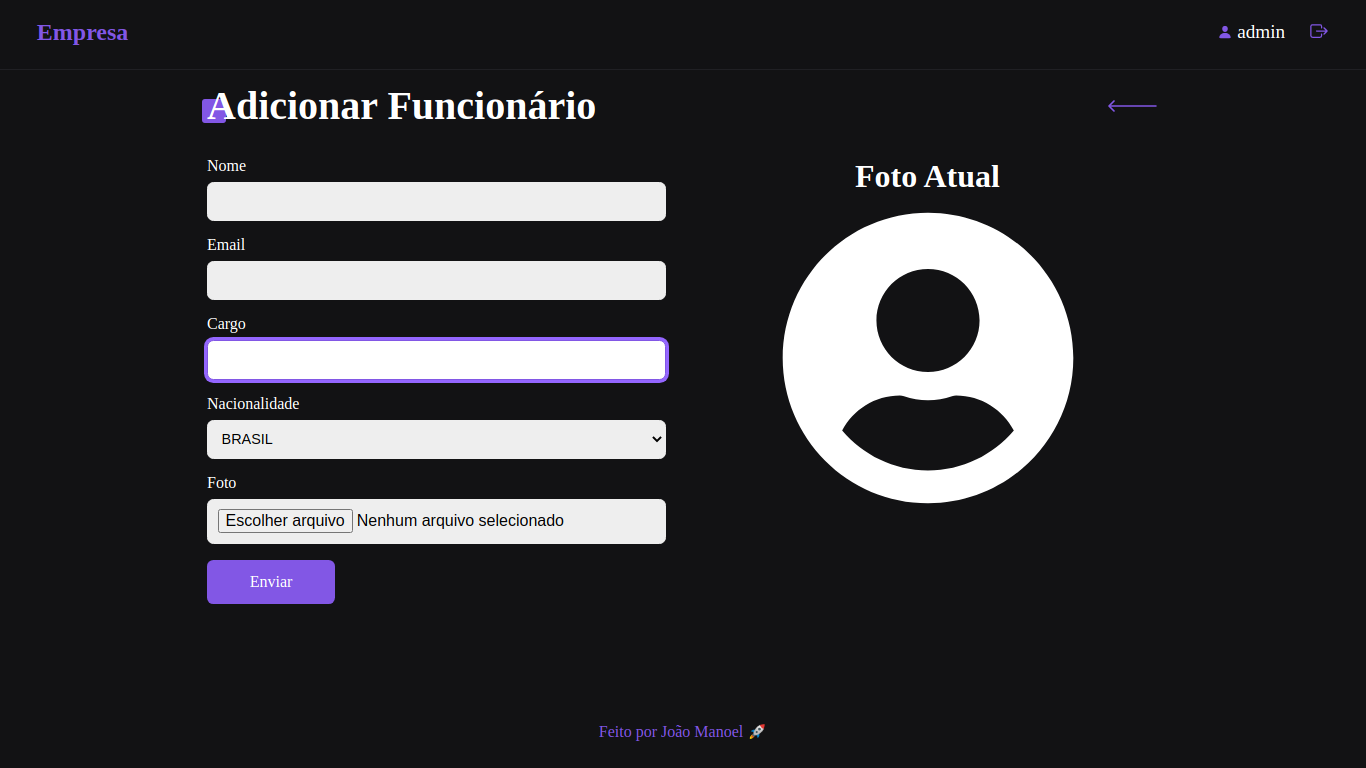 Empresa
admin
Adicionar Funcionário
Nome
Email
Cargo
Nacionalidade
BRASIL
Foto
Escolher arquivo Nenhum arquivo selecionado
Enviar
Foto Atual
Feito por João Manoel 🚀